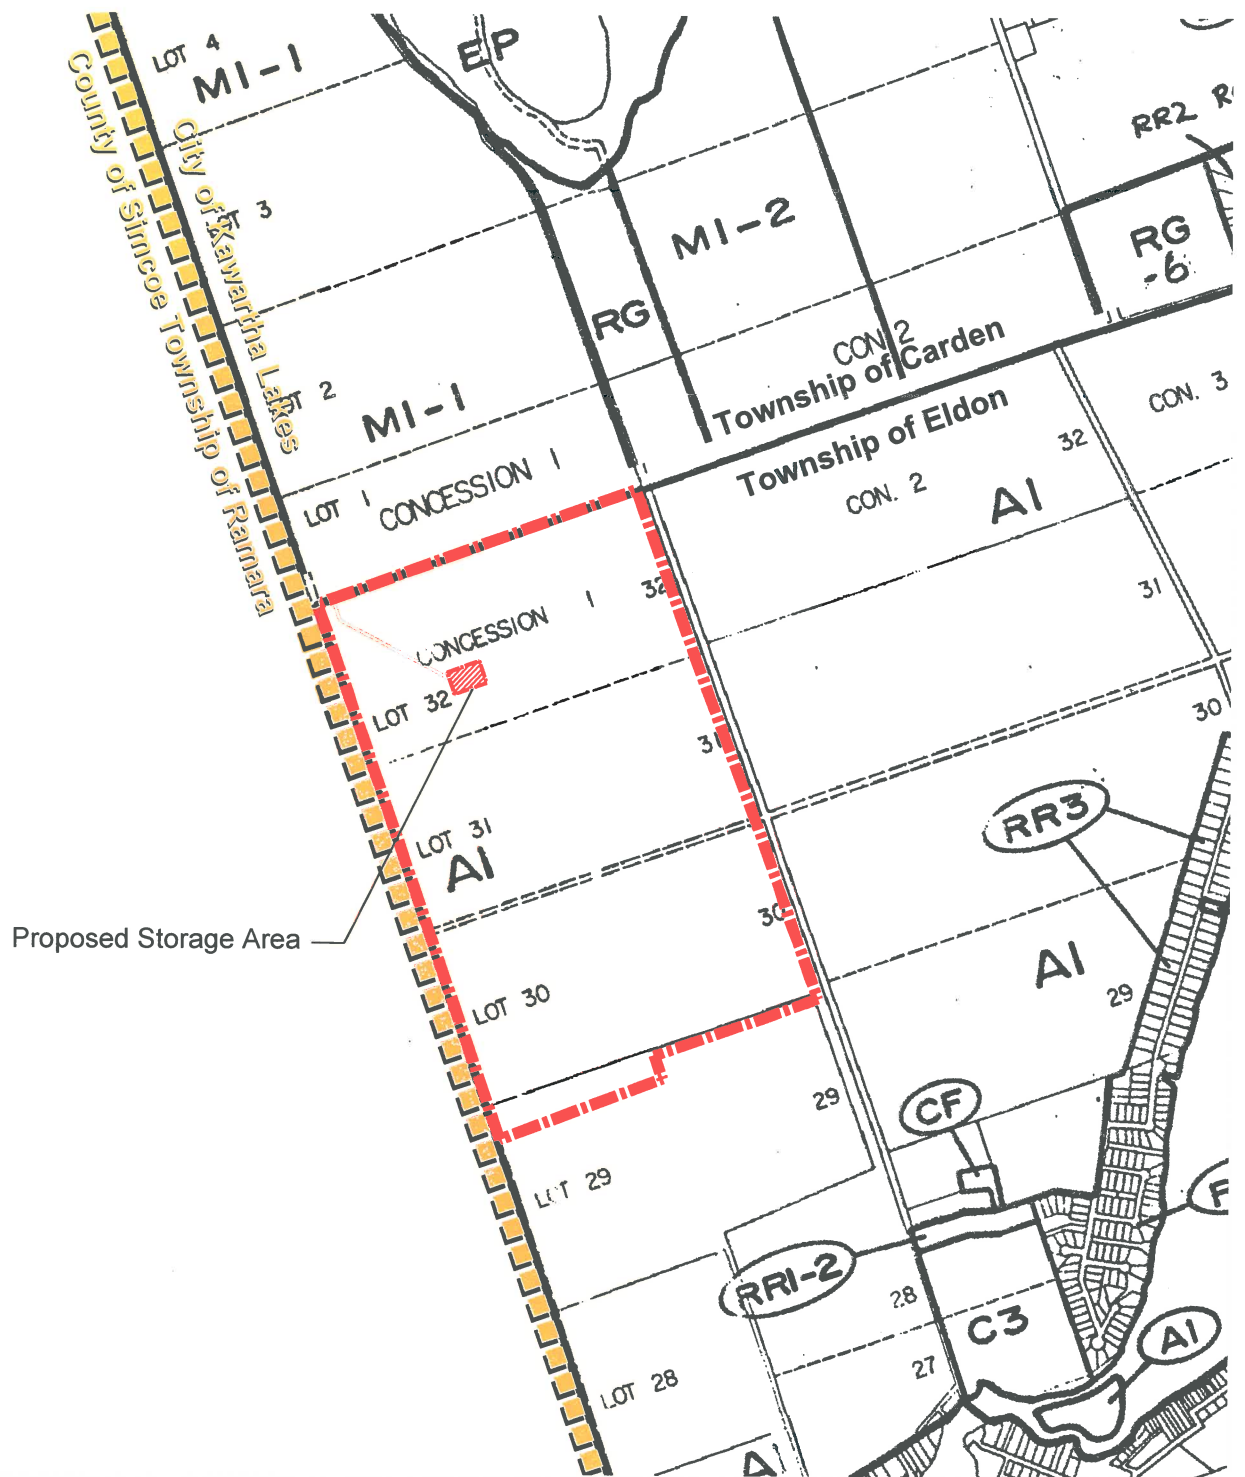 LOT 4
MI-1
EP
RR2
City of Kawartha Lakes
County of Simcoe Township of Ramara
3
MI-2
RG
-6
RG
2
MI-1
CON. 2
Township of Carden
Township of Eldon
CON. 3
32
CON. 2
AI
LOT 1
CONCESSION 1
31
32
CONCESSION 1
LOT 32
30
31
RR3
LOT 31
AI
30
Proposed Storage Area
AI
29
LOT 30
CF
29
LOT 29
RRI-2
28
C3
AI
27
LOT 28
A